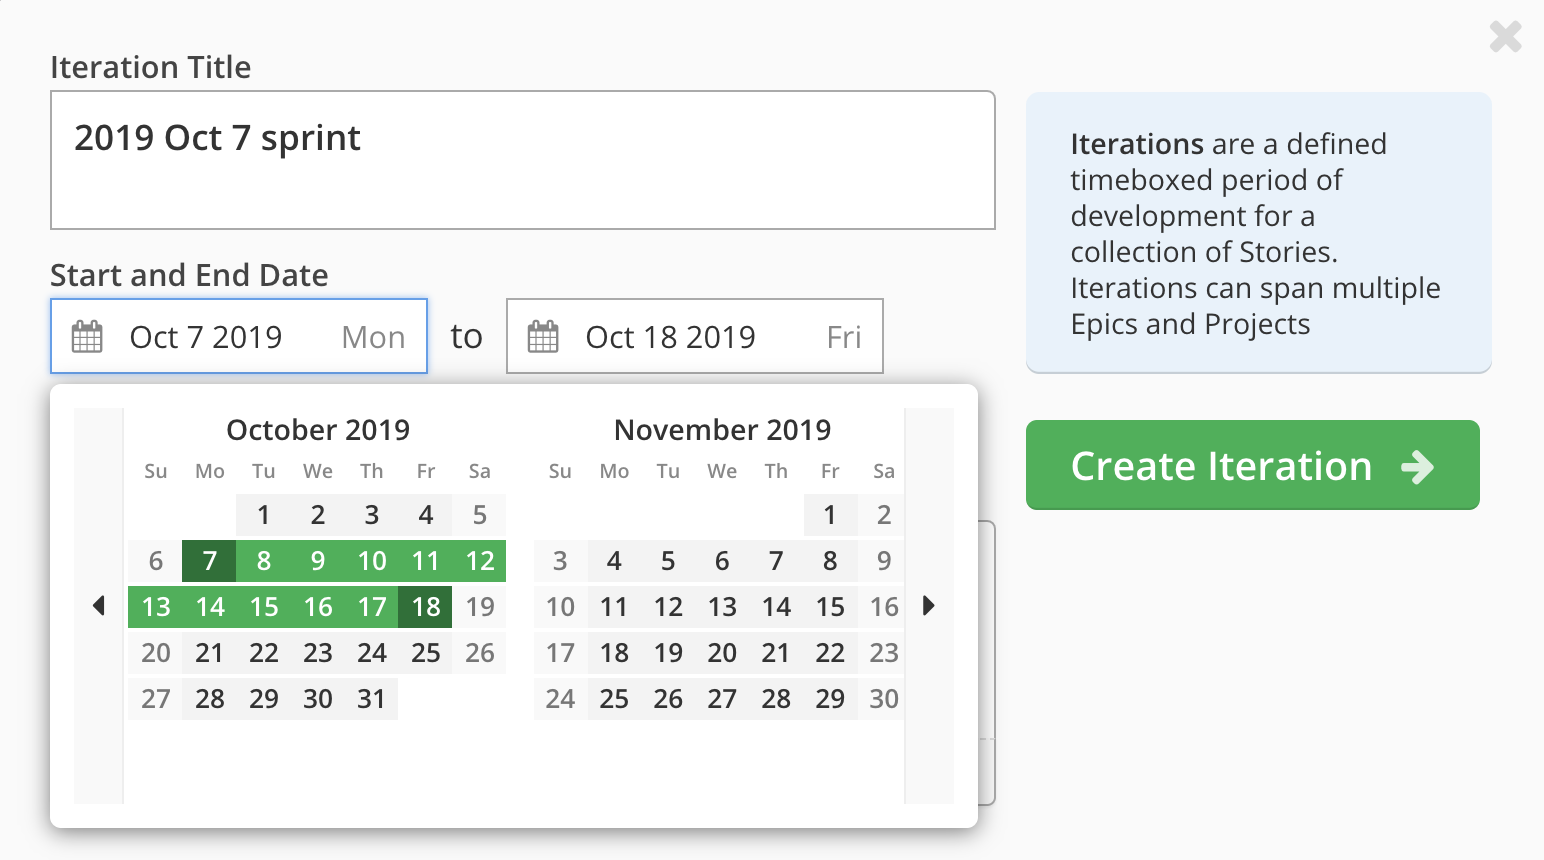 Iteration Title
2019 Oct 7 sprint
Iterations are a defined
timeboxed period of
development for a
collection of Stories.
Iterations can span multiple
Epics and Projects
Start and End Date
Oct 7 2019 Mon to Oct 18 2019 Fri
Create Iteration
October 2019
Su Mo Tu We Th Fr Sa
1 2 3 4 5
6 7 8 9 10 11 12
13 14 15 16 17 18 19
20 21 22 23 24 25 26
27 28 29 30 31
November 2019
Su Mo Tu We Th Fr Sa
1 2
3 4 5 6 7 8 9
10 11 12 13 14 15 16
17 18 19 20 21 22 23
24 25 26 27 28 29 30